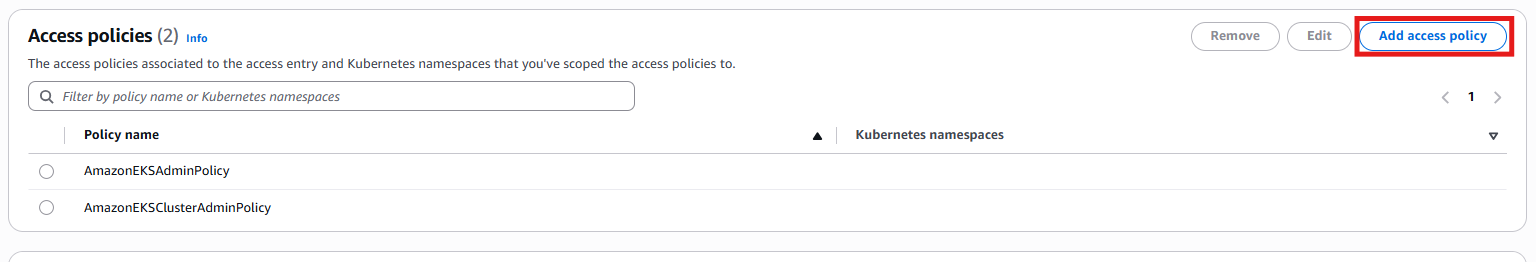 Access policies (2) Info
Remove
Edit
Add access policy
The access policies associated to the access entry and Kubernetes namespaces that you've scoped the access policies to.
Filter by policy name or Kubernetes namespaces
1
Policy name
Kubernetes namespaces
AmazonEKSAdminPolicy
AmazonEKSClusterAdminPolicy